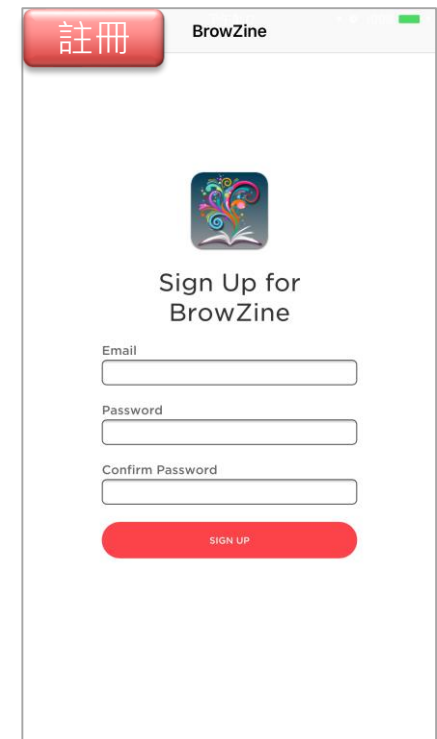 註冊
BrowZine
Sign Up for
BrowZine
Email
Password
Confirm Password
SIGN UP